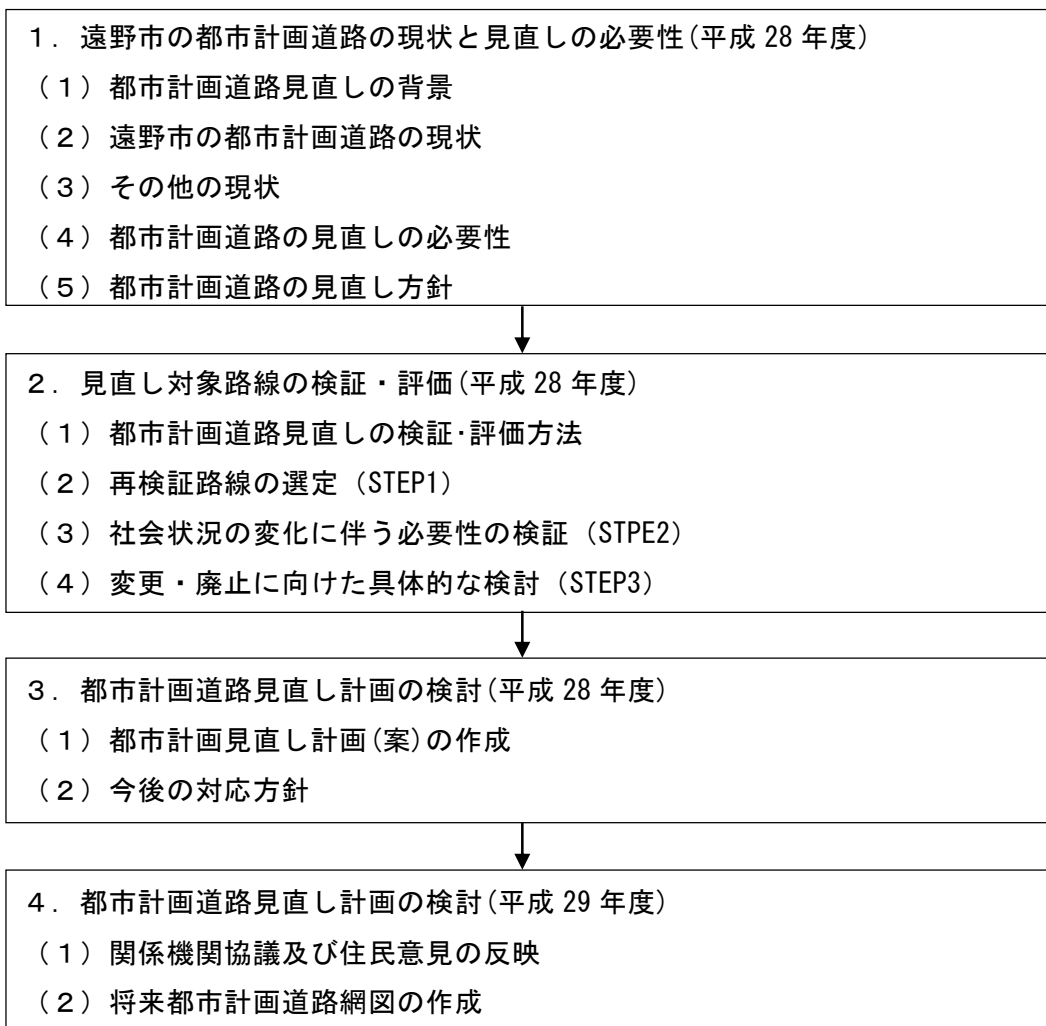 １．遠野市の都市計画道路の現状と見直しの必要性(平成 28 年度)
（１）都市計画道路見直しの背景
（２）遠野市の都市計画道路の現状
（３）その他の現状
（４）都市計画道路の見直しの必要性
（５）都市計画道路の見直し方針
２．見直し対象路線の検証・評価(平成 28 年度)
（１）都市計画道路見直しの検証･評価方法
（２）再検証路線の選定（STEP1）
（３）社会状況の変化に伴う必要性の検証（STPE2）
（４）変更・廃止に向けた具体的な検討（STEP3）
３．都市計画道路見直し計画の検討(平成 28 年度)
（１）都市計画見直し計画(案)の作成
（２）今後の対応方針
４．都市計画道路見直し計画の検討(平成 29 年度)
（１）関係機関協議及び住民意見の反映
（２）将来都市計画道路網図の作成